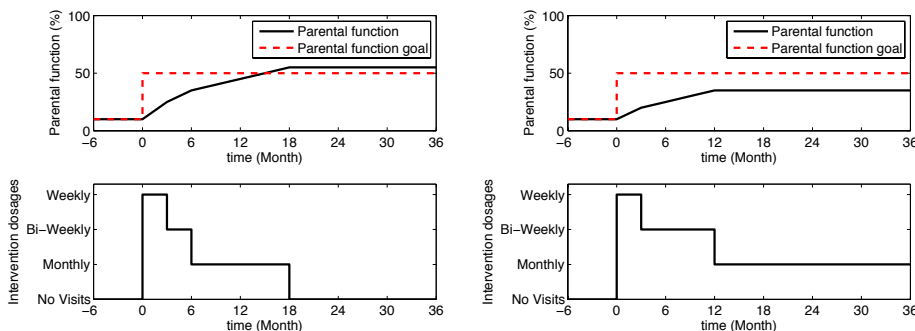 100
50
0
Parental function (%)
Parental function
Parental function goal
−6 0 6 12 18 24 30 36
time (Month)
100
50
0
Parental function (%)
Parental function
Parental function goal
−6 0 6 12 18 24 30 36
time (Month)
Intervention dosages
Weekly
Bi−Weekly
Monthly
No Visits
−6 0 6 12 18 24 30 36
time (Month)
Intervention dosages
Weekly
Bi−Weekly
Monthly
No Visits
−6 0 6 12 18 24 30 36
time (Month)